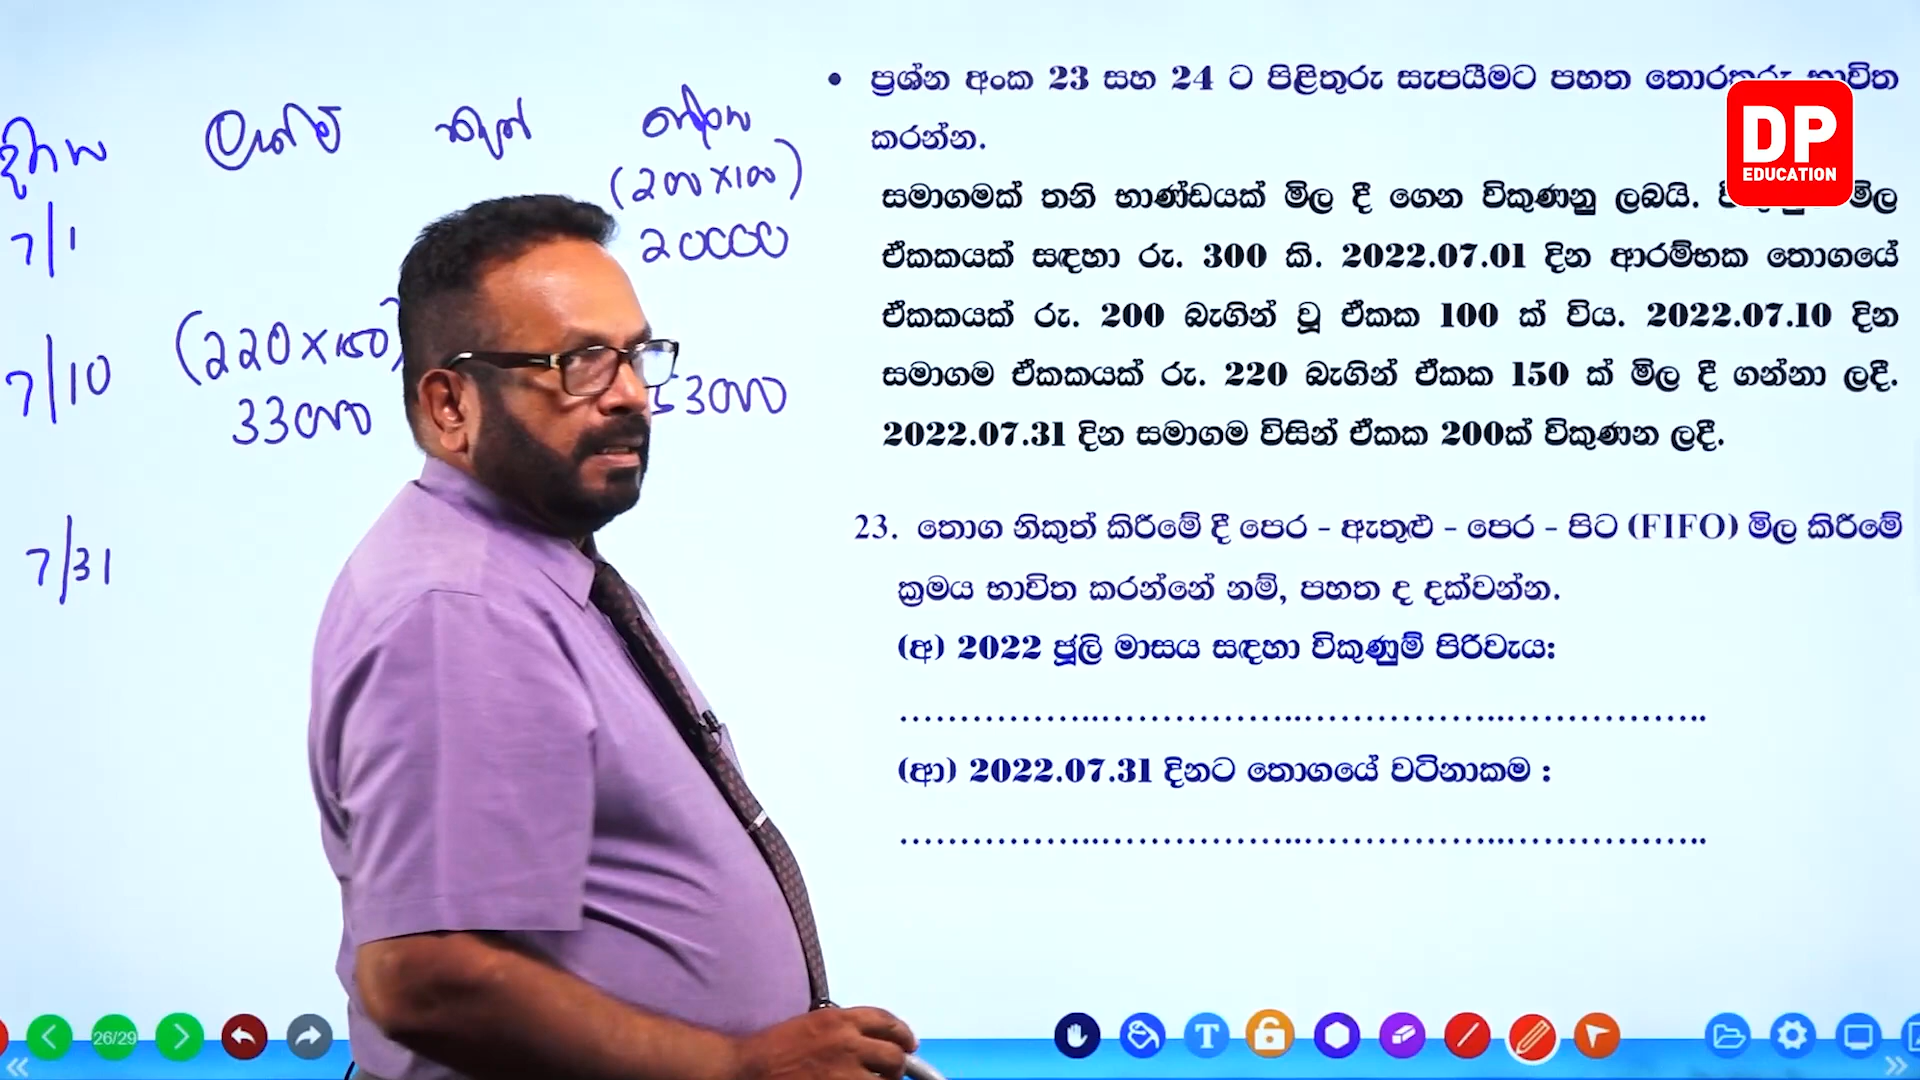 දිනය ලැබීම් නිකුත් ශේෂය
(200×100)
7/1 20000
(220×150)
7/10 33000 53000
7/31
• ප්‍රශ්න අංක 23 සහ 24 ට පිළිතුරු සැපයීමට පහත තොරතුරු භාවිත
කරන්න.
සමාගමක් තනි භාණ්ඩයක් මිල දී ගෙන විකුණනු ලබයි. මිල
ඒකකයක් සඳහා රු. 300 කි. 2022.07.01 දින ආරම්භක තොගයේ
ඒකකයක් රු. 200 බැගින් වූ ඒකක 100 ක් විය. 2022.07.10 දින
සමාගම ඒකකයක් රු. 220 බැගින් ඒකක 150 ක් මිල දී ගන්නා ලදී.
2022.07.31 දින සමාගම විසින් ඒකක 200ක් විකුණන ලදී.
23. තොග නිකුත් කිරීමේ දී පෙර - ඇතුළු - පෙර - පිට (FIFO) මිල කිරීමේ
ක්‍රමය භාවිත කරන්නේ නම්, පහත ද දක්වන්න.
(අ) 2022 ජූලි මාසය සඳහා විකුණුම් පිරිවැය:
(ආ) 2022.07.31 දිනට තොගයේ වටිනාකම :
DP
EDUCATION
26/29